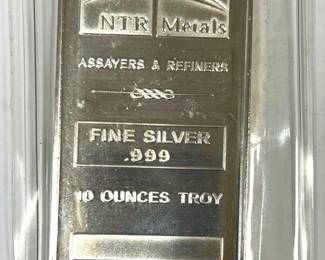 NTR Metals
ASSAYERS & REFINERS
FINE SILVER
.999
10 OUNCES TROY